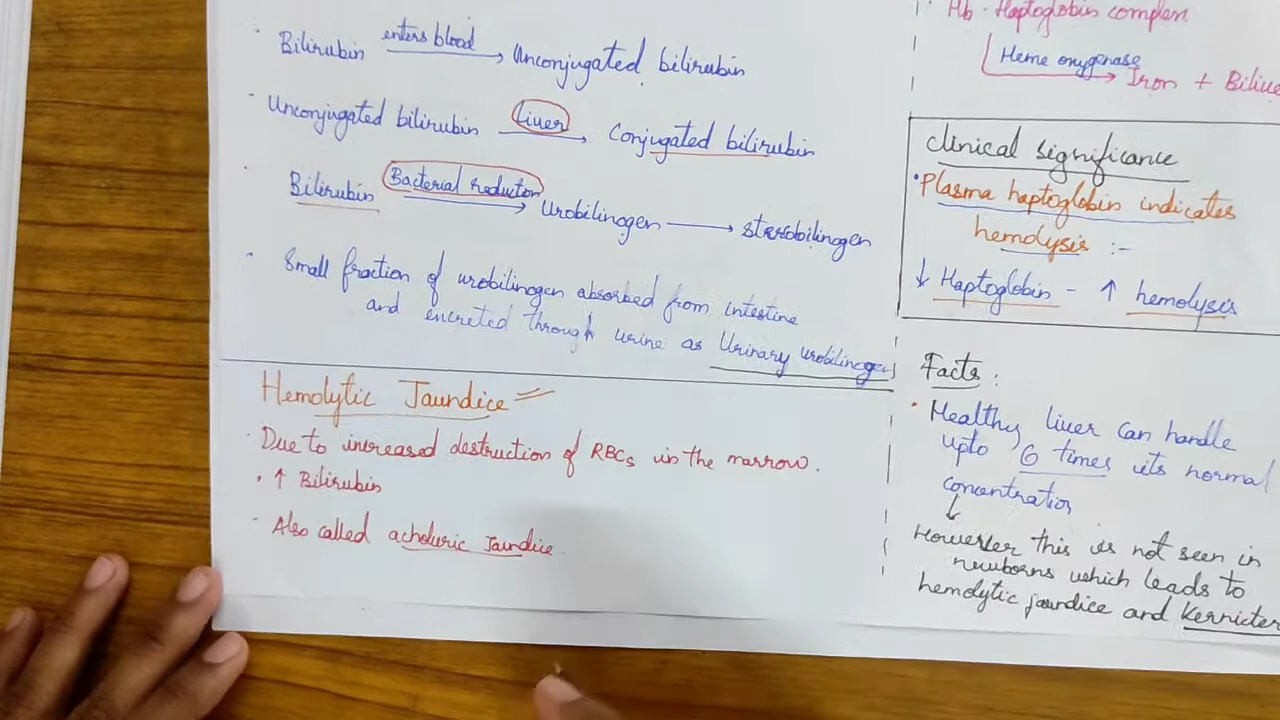 Bilirubin enters blood → Unconjugated bilirubin
Unconjugated bilirubin Liver → Conjugated bilirubin
Bilirubin Bacterial reduction → Urobilinogen → stercobilinogen
Small fraction of urobilinogen absorbed from intestine
and excreted through urine as Urinary urobilinogen
Hemolytic Jaundice
Due to increased destruction of RBCs in the marrow.
↑ Bilirubin
Also called acholuric Jaundice.
Hb - Haptoglobin complex
Heme oxygenase
→ Iron + Bilive
Clinical significance
Plasma haptoglobin indicates
hemolysis :-
↓ Haptoglobin - ↑ hemolysis
Facts :
Healthy liver can handle
upto 6 times its normal
concentration
↓
However this is not seen in
newborns which leads to
hemolytic jaundice and Kernicter